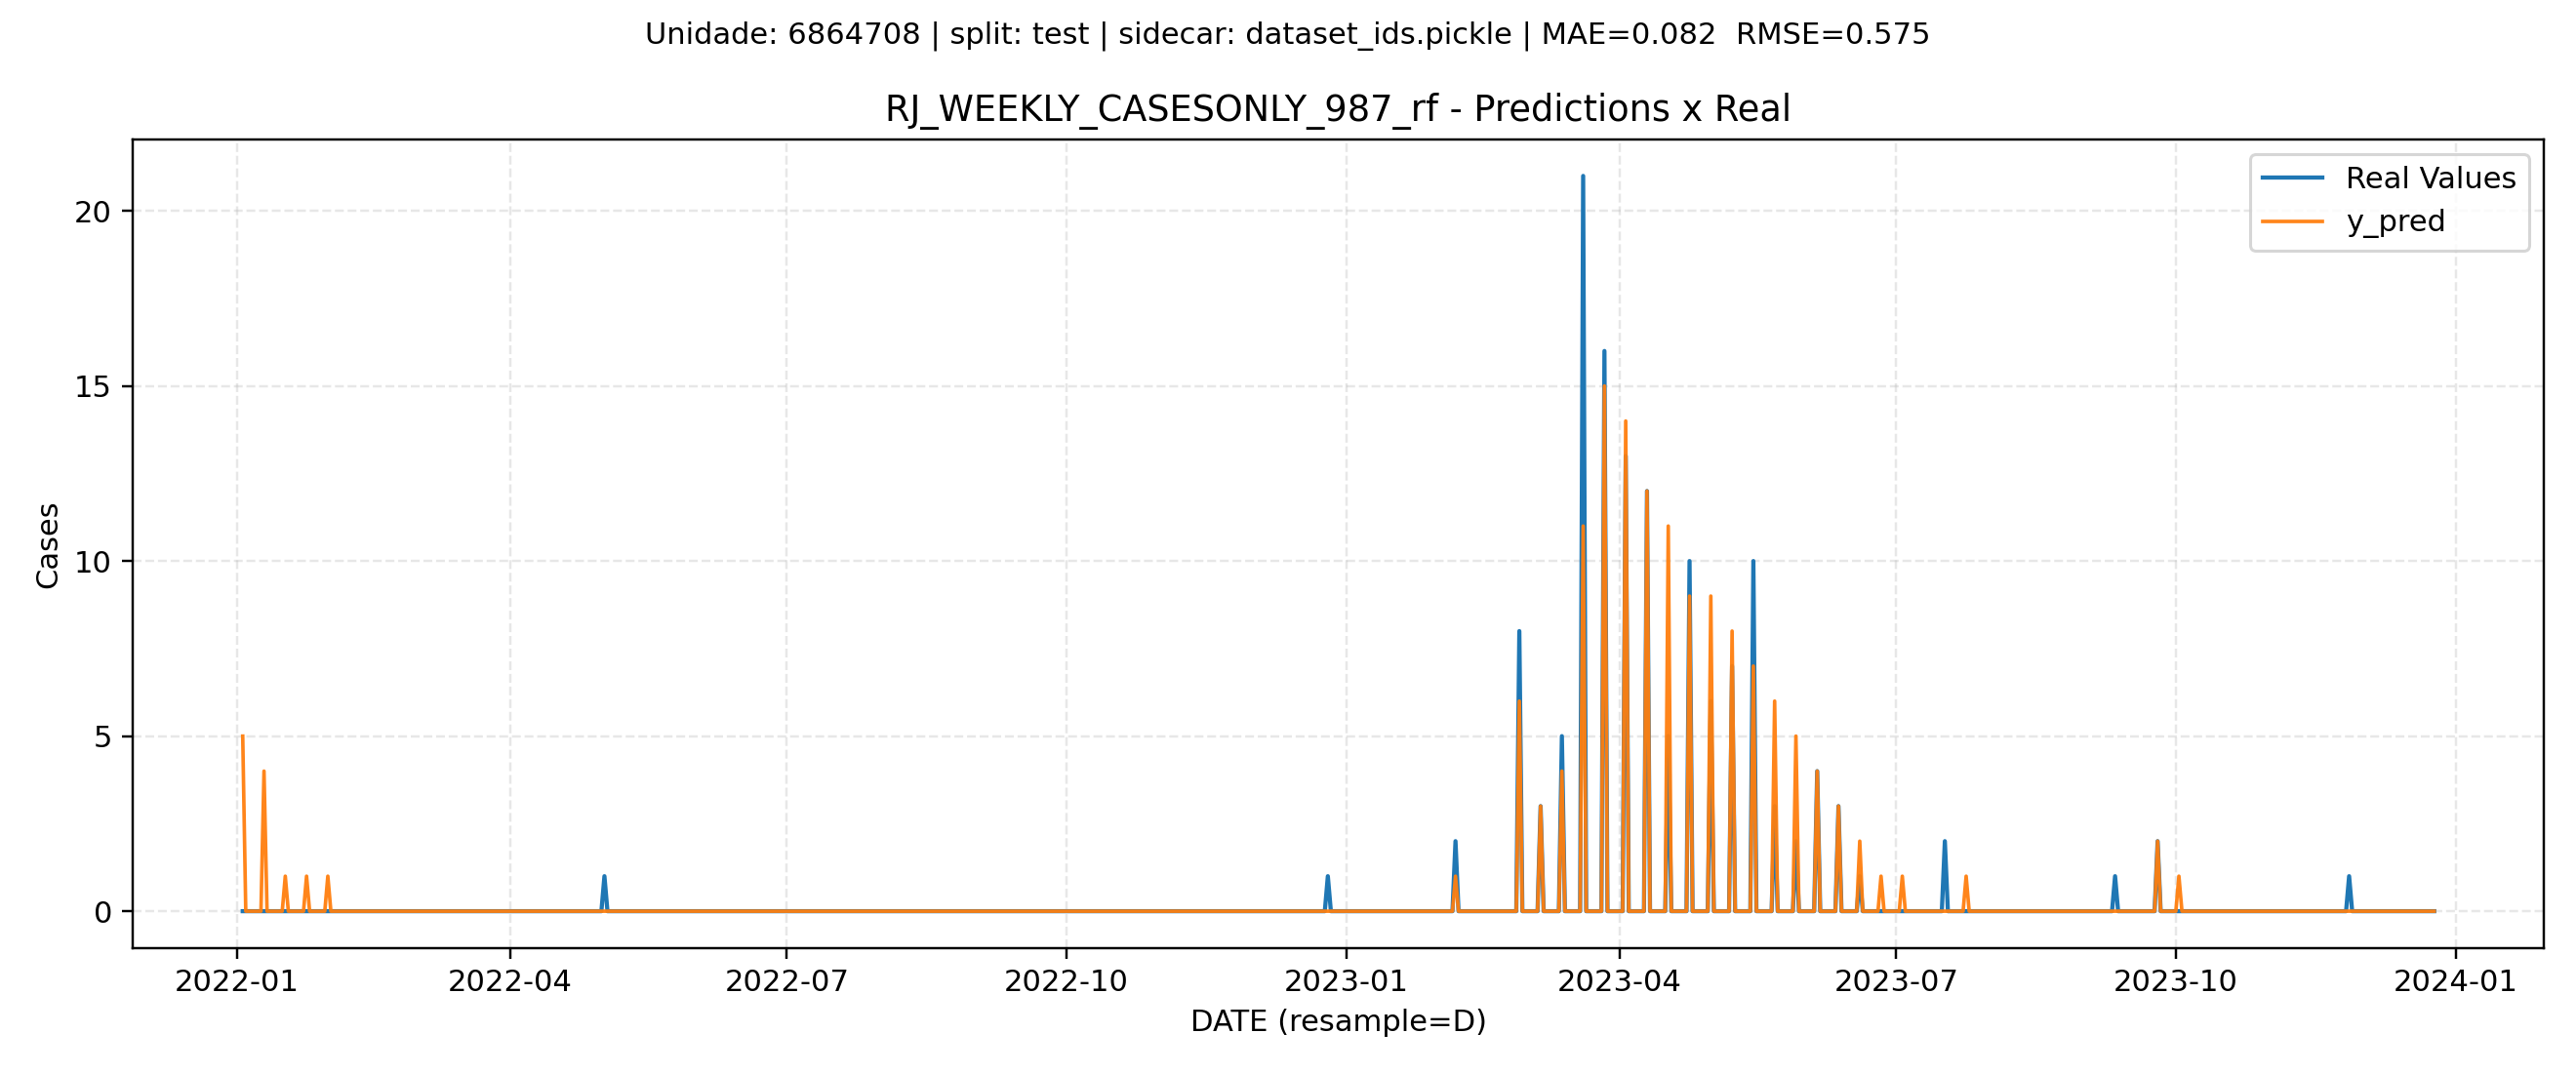 Unidade: 6864708 | split: test | sidecar: dataset_ids.pickle | MAE=0.082  RMSE=0.575
RJ_WEEKLY_CASESONLY_987_rf - Predictions x Real
Real Values
y_pred
Cases
20
15
10
5
0
2022-01 2022-04 2022-07 2022-10 2023-01 2023-04 2023-07 2023-10 2024-01
DATE (resample=D)